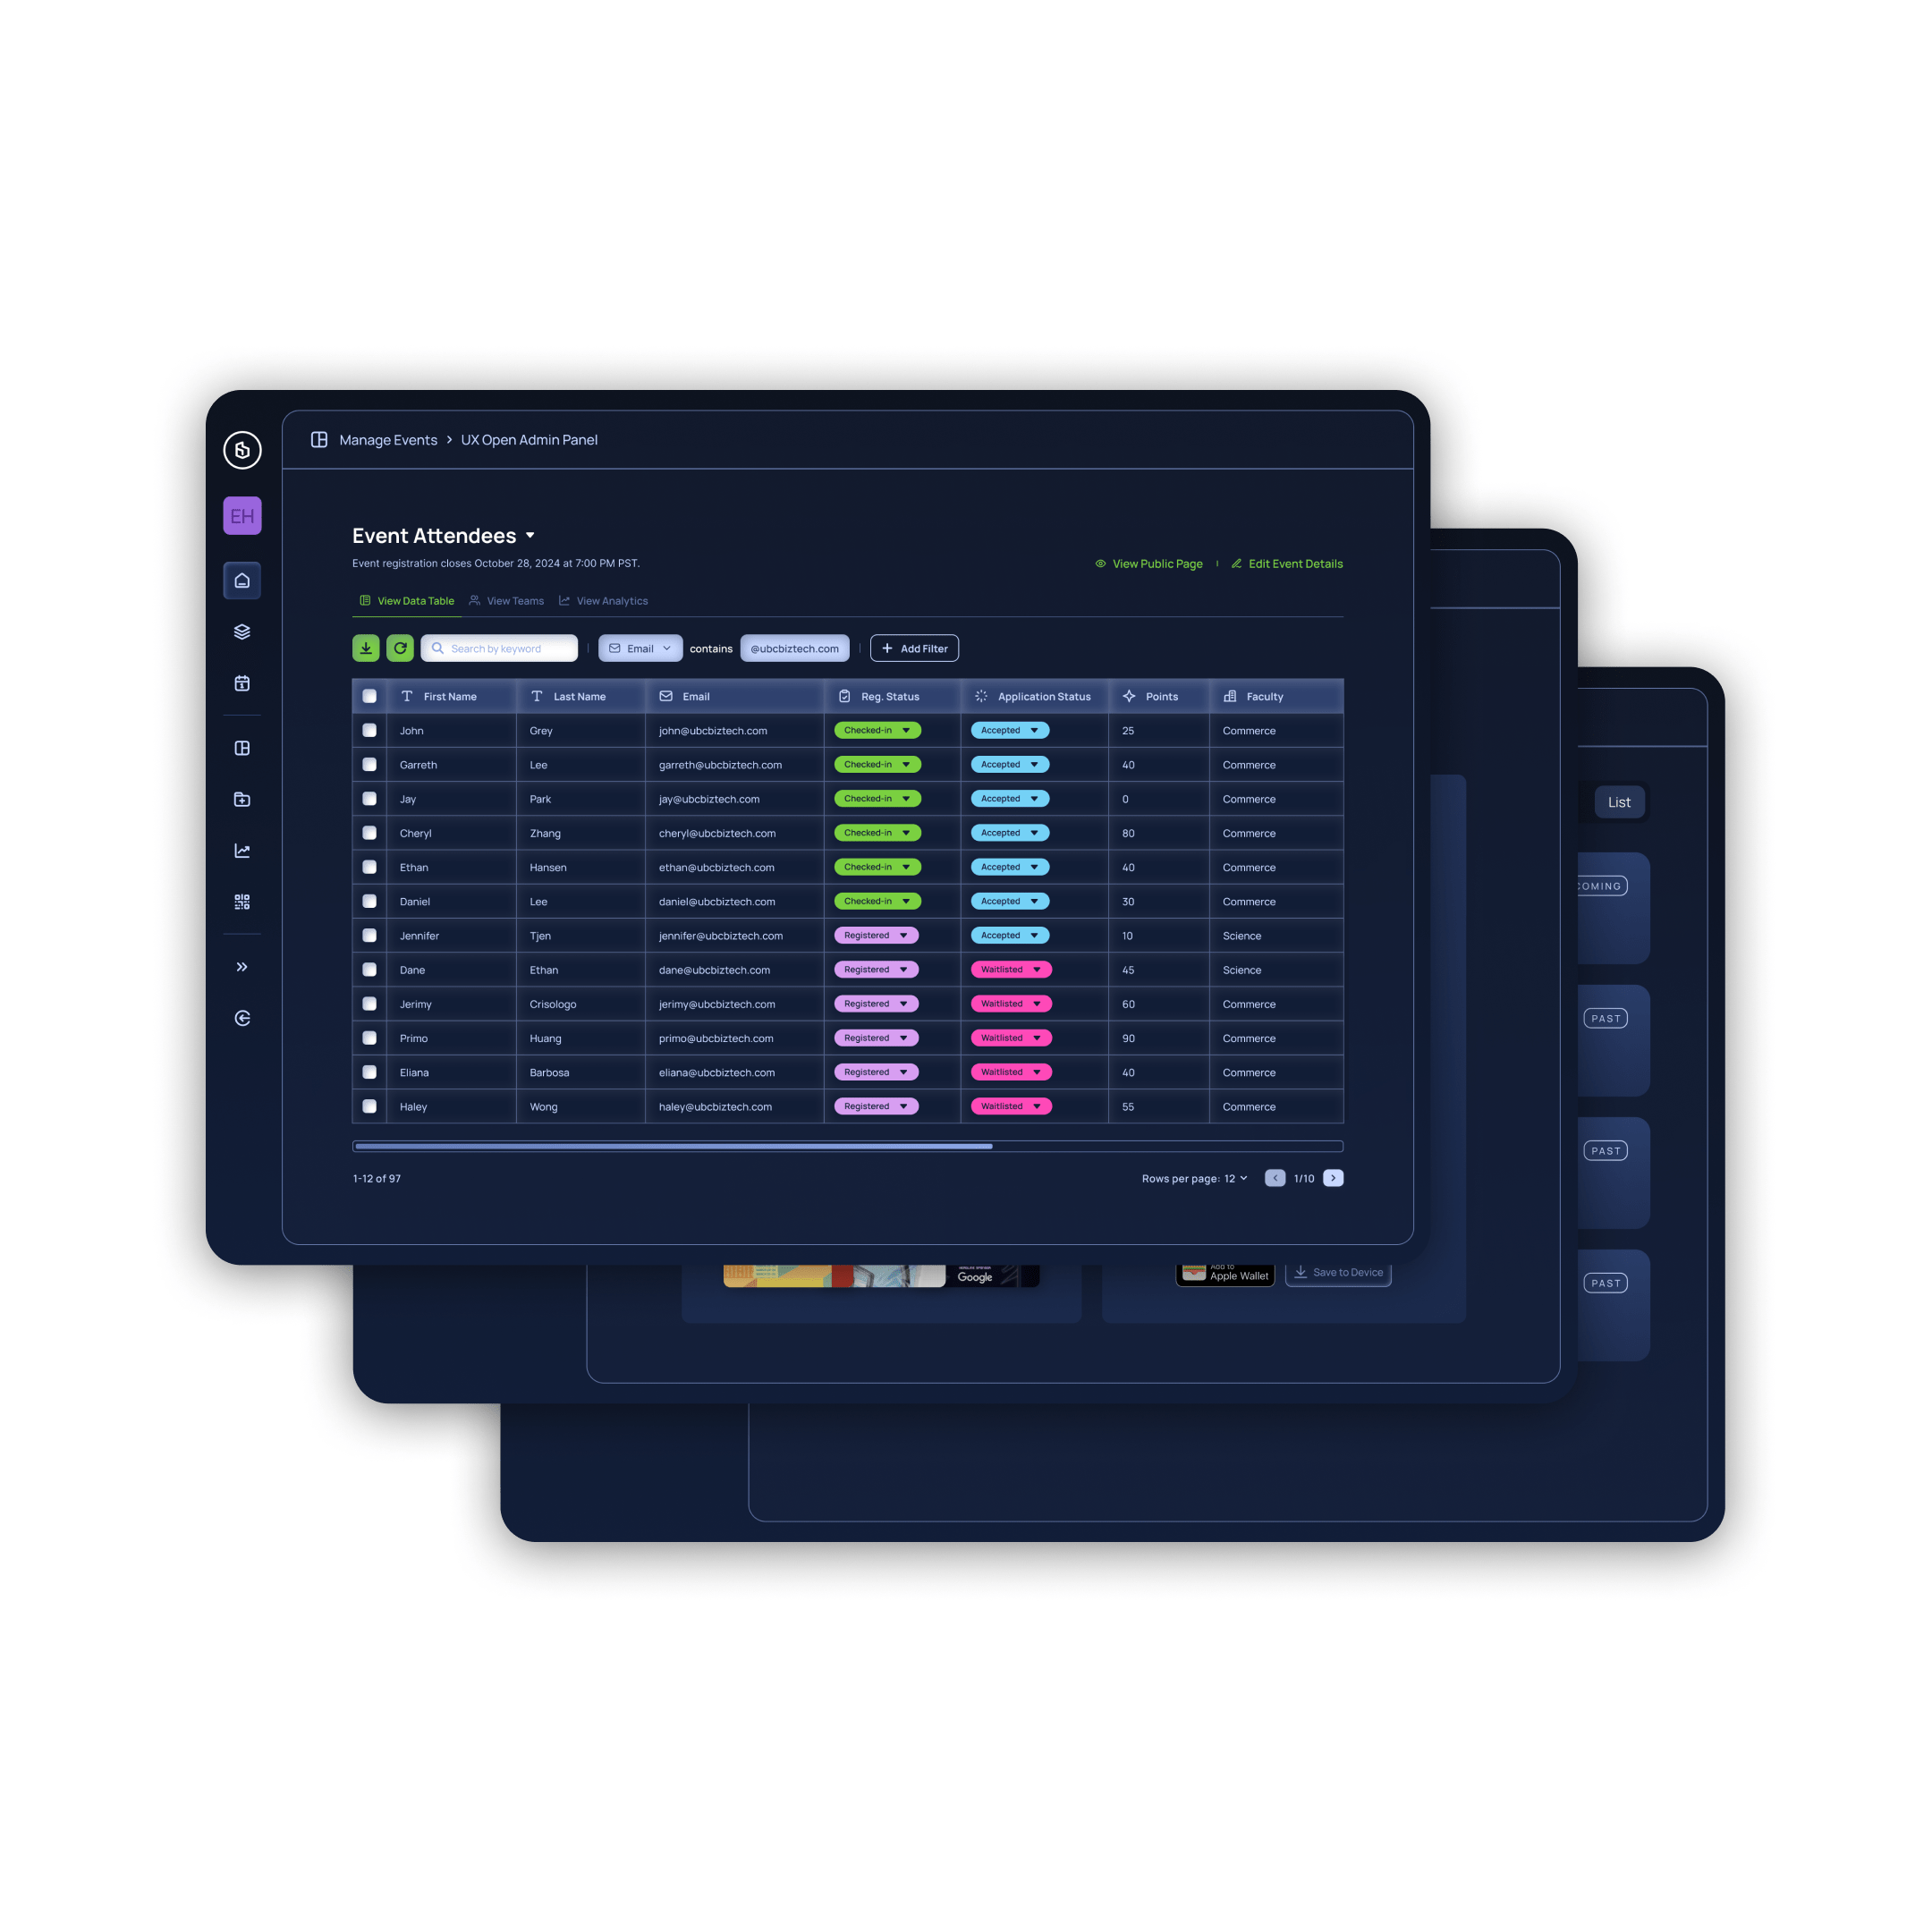 Manage Events > UX Open Admin Panel
EH
Event Attendees
Event registration closes October 28, 2024 at 7:00 PM PST.
View Public Page
Edit Event Details
View Data Table View Teams View Analytics
Search by keyword Email contains @ubcbiztech.com + Add Filter
First Name Last Name Email Reg. Status Application Status Points Faculty
John Grey john@ubcbiztech.com Checked-in Accepted 25 Commerce
Garreth Lee garreth@ubcbiztech.com Checked-in Accepted 40 Commerce
Jay Park jay@ubcbiztech.com Checked-in Accepted 0 Commerce
Cheryl Zhang cheryl@ubcbiztech.com Checked-in Accepted 80 Commerce
Ethan Hansen ethan@ubcbiztech.com Checked-in Accepted 40 Commerce
Daniel Lee daniel@ubcbiztech.com Checked-in Accepted 30 Commerce
Jennifer Tjen jennifer@ubcbiztech.com Registered Accepted 10 Science
Dane Ethan dane@ubcbiztech.com Registered Waitlisted 45 Science
Jerimy Crisologo jerimy@ubcbiztech.com Registered Waitlisted 60 Commerce
Primo Huang primo@ubcbiztech.com Registered Waitlisted 90 Commerce
Eliana Barbosa eliana@ubcbiztech.com Registered Waitlisted 40 Commerce
Haley Wong haley@ubcbiztech.com Registered Waitlisted 55 Commerce
1-12 of 97
Rows per page: 12 < 1/10 >
Google
Add to
Apple Wallet
Save to Device
List
COMING
PAST
PAST
PAST